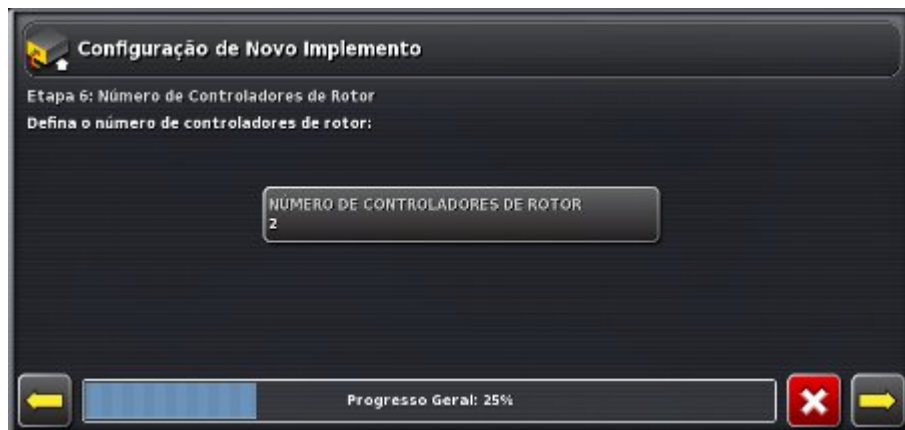 Configuração de Novo Implemento
Etapa 6: Número de Controladores de Rotor
Defina o número de controladores de rotor:
NÚMERO DE CONTROLADORES DE ROTOR
2
Progresso Geral: 25%